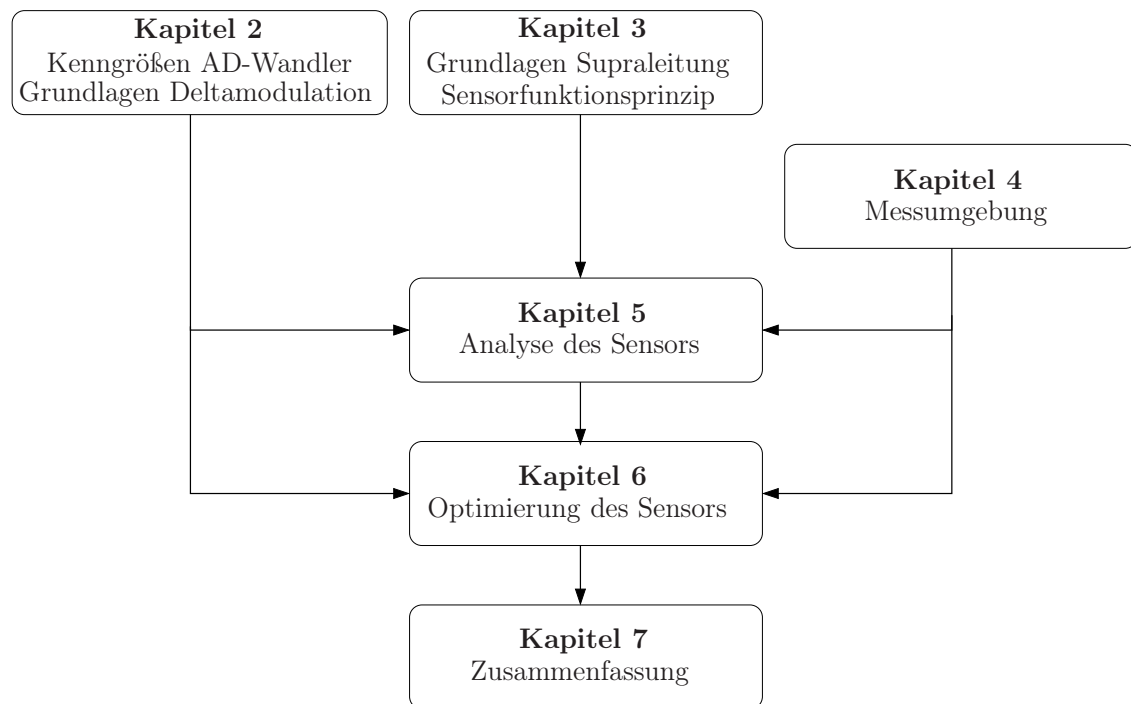 Kapitel 2
Kenngrößen AD-Wandler
Grundlagen Deltamodulation
Kapitel 3
Grundlagen Supraleitung
Sensorfunktionsprinzip
Kapitel 4
Messumgebung
Kapitel 5
Analyse des Sensors
Kapitel 6
Optimierung des Sensors
Kapitel 7
Zusammenfassung